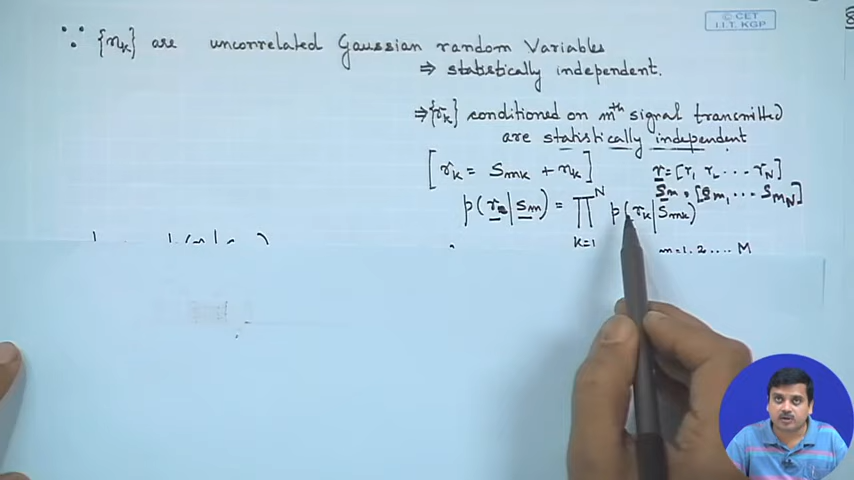 © CET
I.I.T. KGP
∵ {n_k} are uncorrelated Gaussian random Variables
⇒ statistically independent.
⇒ {r_k} conditioned on mth signal transmitted
are statistically independent
[r_k = S_mk + n_k]
r = [r_1 r_2 ... r_N]
S_m = [S_m1 ... S_mN]
p(r | s_m) = ∏_{k=1}^{N} p(r_k | S_mk)
m=1,2.... M